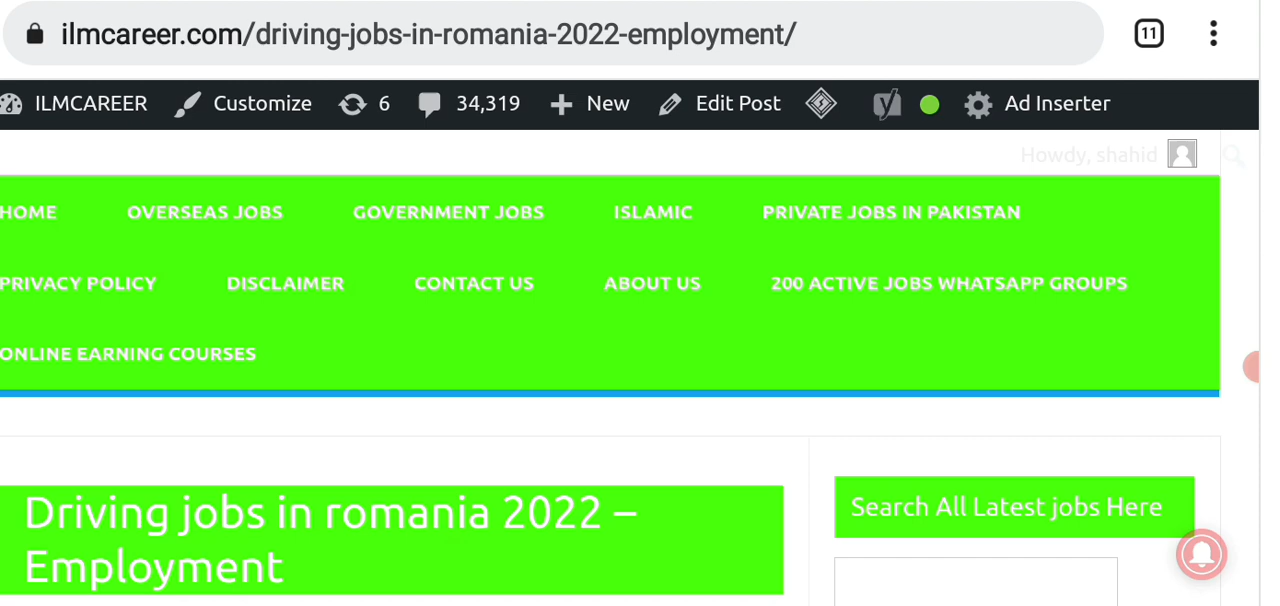 ilmcareer.com/driving-jobs-in-romania-2022-employment/ 11
ILMCAREER Customize 6 34,319 New Edit Post Ad Inserter
Howdy, shahid
HOME OVERSEAS JOBS GOVERNMENT JOBS ISLAMIC PRIVATE JOBS IN PAKISTAN
PRIVACY POLICY DISCLAIMER CONTACT US ABOUT US 200 ACTIVE JOBS WHATSAPP GROUPS
ONLINE EARNING COURSES
Driving jobs in romania 2022 –
Employment
Search All Latest jobs Here